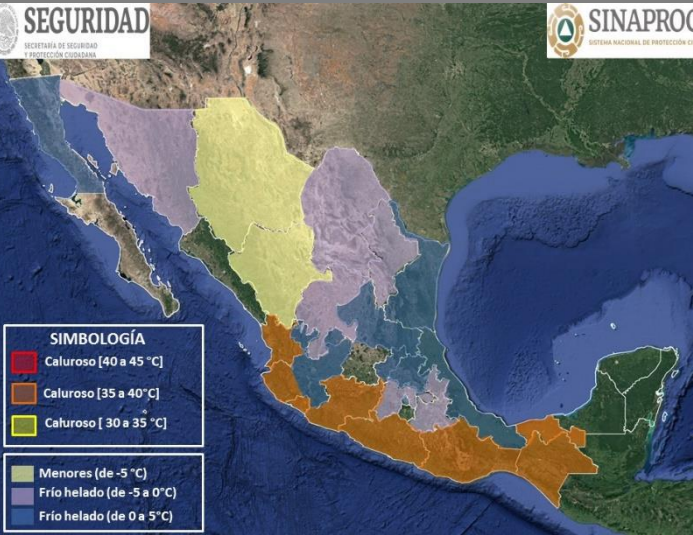 SEGURIDAD
SECRETARÍA DE SEGURIDAD
Y PROTECCIÓN CIUDADANA
SINAPROC
SISTEMA NACIONAL DE PROTECCIÓN
SIMBOLOGÍA
Caluroso [40 a 45 °C]
Caluroso [35 a 40°C]
Caluroso [ 30 a 35 °C]
Menores (de -5 °C)
Frío helado (de -5 a 0°C)
Frío helado (de 0 a 5°C)